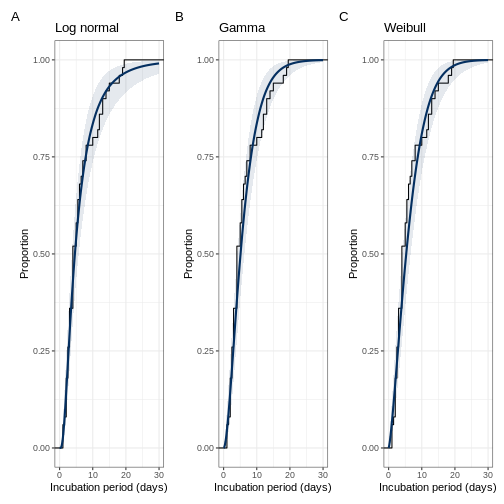 A
Log normal
Proportion
1.00
0.75
0.50
0.25
0.00
0 10 20 30
Incubation period (days)
B
Gamma
Proportion
1.00
0.75
0.50
0.25
0.00
0 10 20 30
Incubation period (days)
C
Weibull
Proportion
1.00
0.75
0.50
0.25
0.00
0 10 20 30
Incubation period (days)